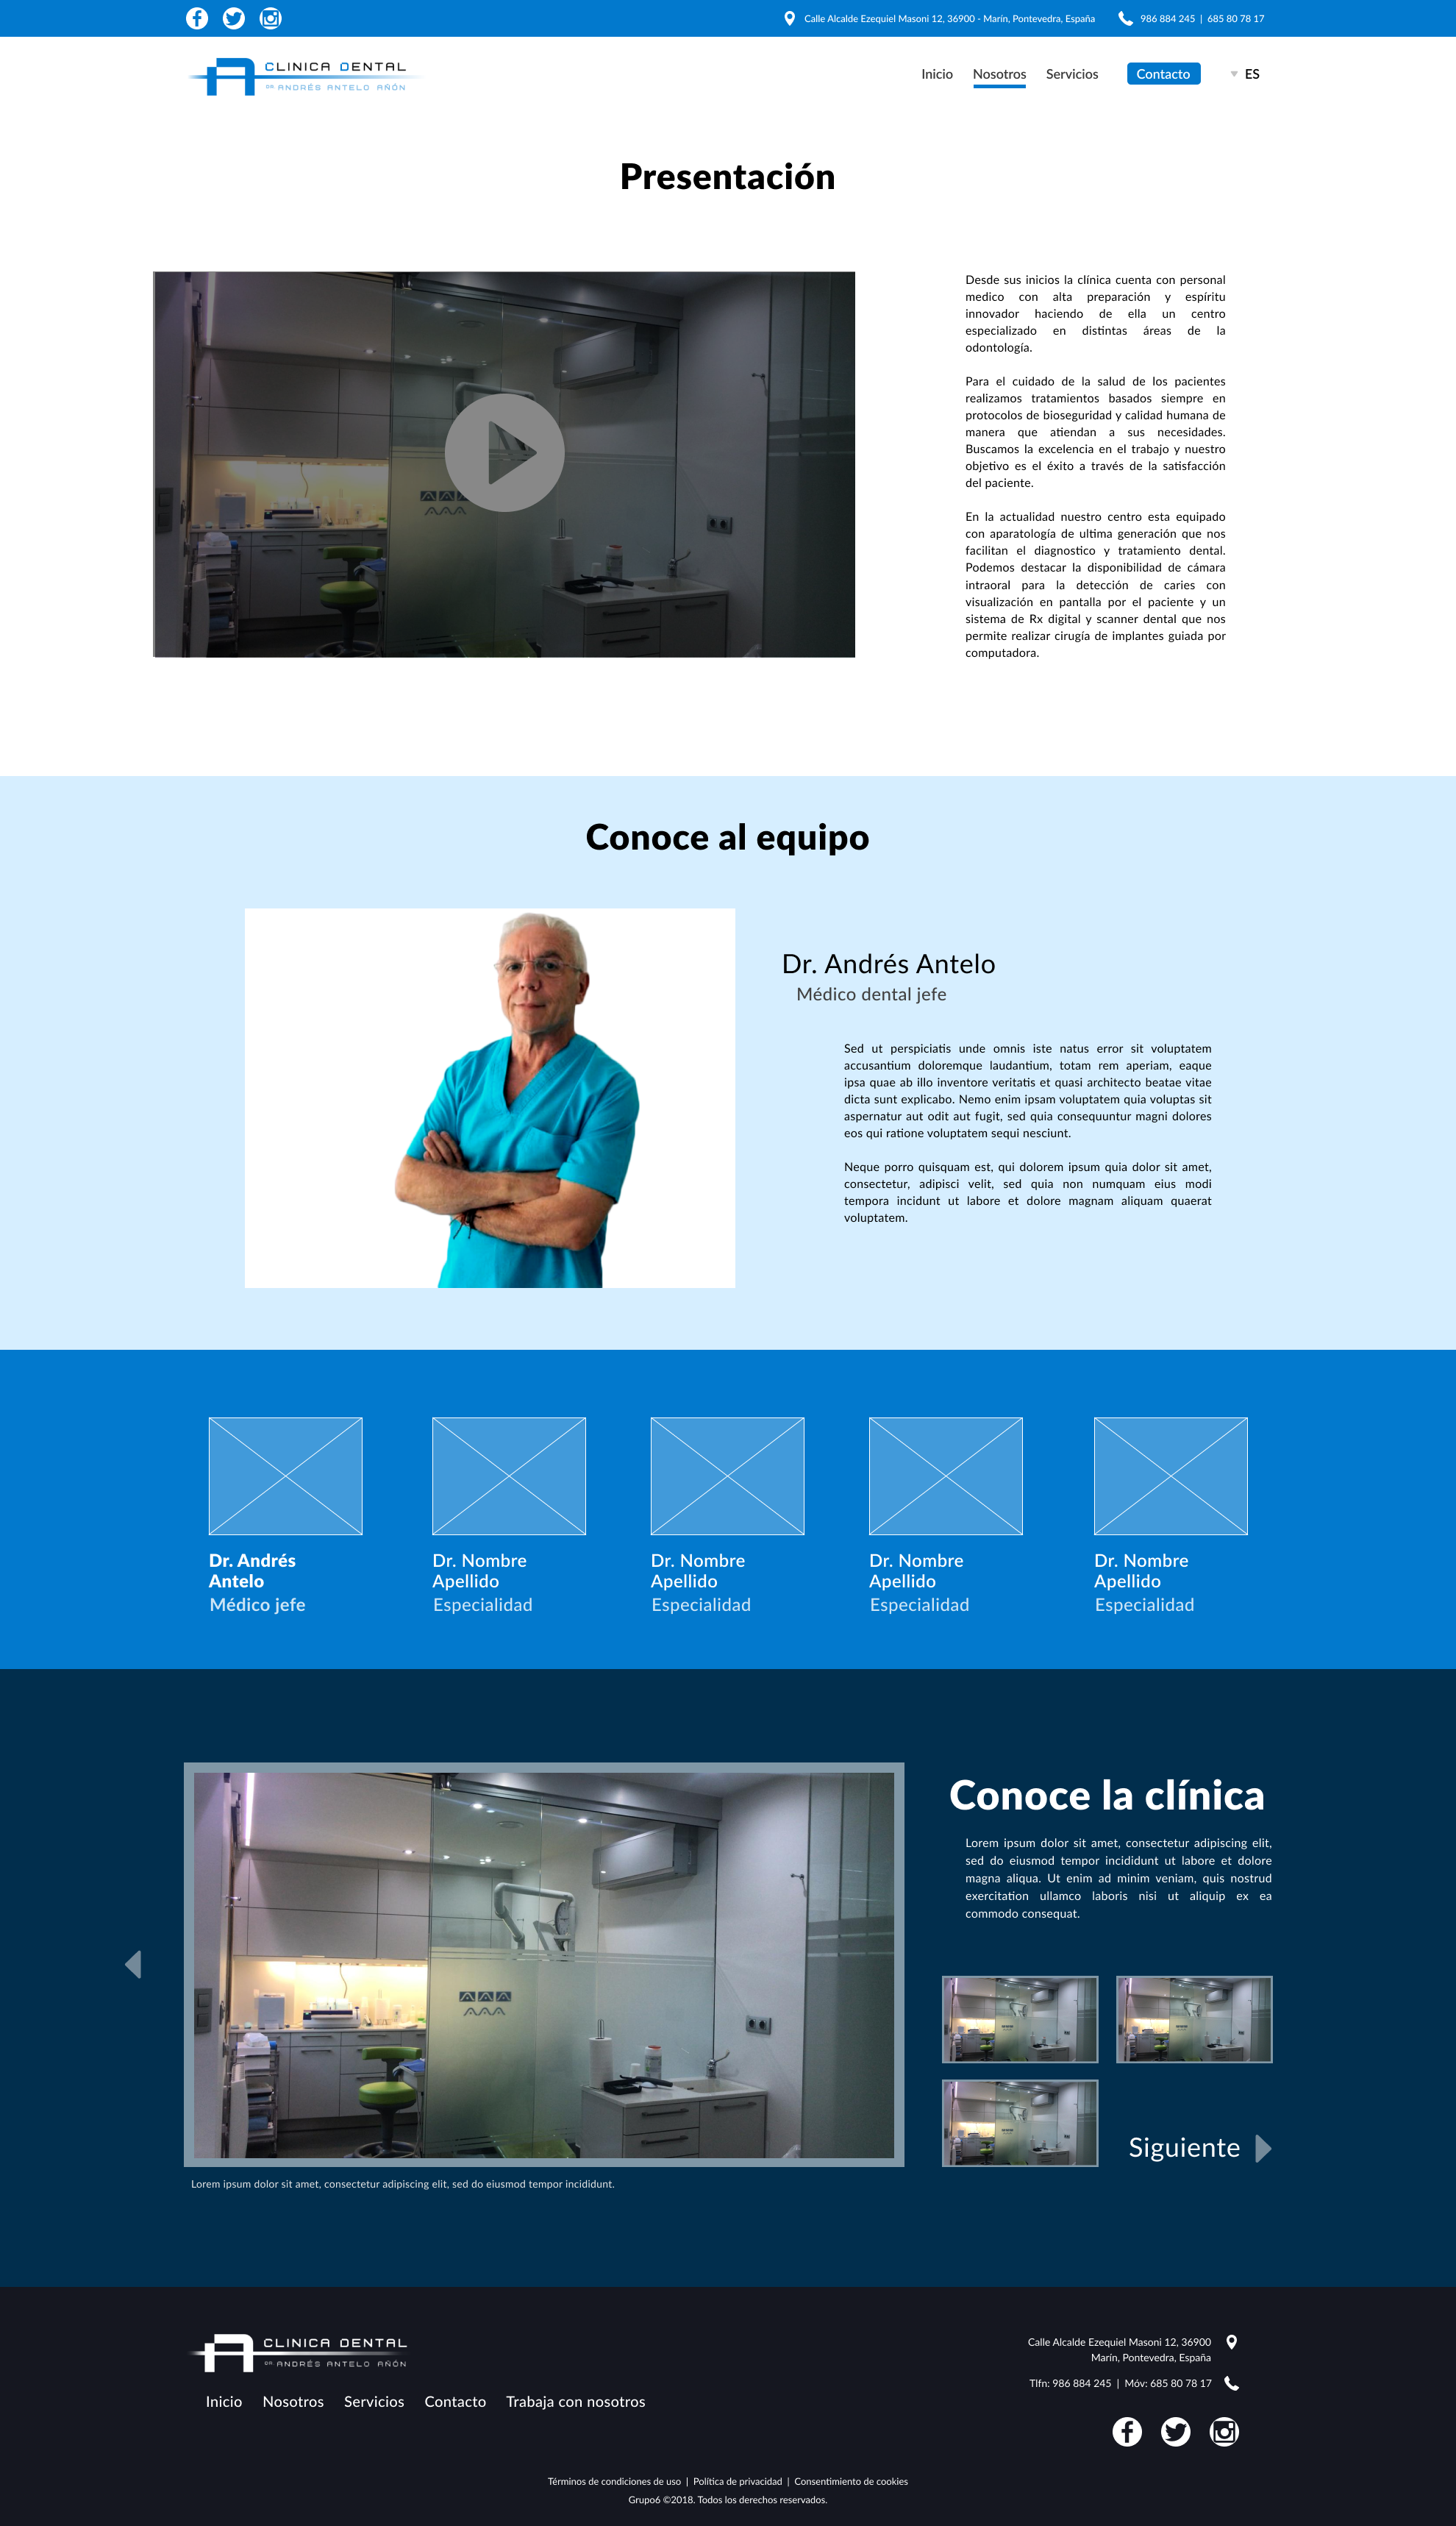 Calle Alcalde Ezequiel Masoni 12, 36900 - Marín, Pontevedra, España
986 884 245 | 685 80 78 17
CLINICA DENTAL
DR. ANDRÉS ANTELO AÑÓN
Inicio
Nosotros
Servicios
Contacto
ES
Presentación
Desde sus inicios la clínica cuenta con personal
medico con alta preparación y espíritu
innovador haciendo de ella un centro
especializado en distintas áreas de la
odontología.
Para el cuidado de la salud de los pacientes
realizamos tratamientos basados siempre en
protocolos de bioseguridad y calidad humana de
manera que atiendan a sus necesidades.
Buscamos la excelencia en el trabajo y nuestro
objetivo es el éxito a través de la satisfacción
del paciente.
En la actualidad nuestro centro esta equipado
con aparatología de ultima generación que nos
facilitan el diagnostico y tratamiento dental.
Podemos destacar la disponibilidad de cámara
intraoral para la detección de caries con
visualización en pantalla por el paciente y un
sistema de Rx digital y scanner dental que nos
permite realizar cirugía de implantes guiada por
computadora.
Conoce al equipo
Dr. Andrés Antelo
Médico dental jefe
Sed ut perspiciatis unde omnis iste natus error sit voluptatem
accusantium doloremque laudantium, totam rem aperiam, eaque
ipsa quae ab illo inventore veritatis et quasi architecto beatae vitae
dicta sunt explicabo. Nemo enim ipsam voluptatem quia voluptas sit
aspernatur aut odit aut fugit, sed quia consequuntur magni dolores
eos qui ratione voluptatem sequi nesciunt.
Neque porro quisquam est, qui dolorem ipsum quia dolor sit amet,
consectetur, adipisci velit, sed quia non numquam eius modi
tempora incidunt ut labore et dolore magnam aliquam quaerat
voluptatem.
Dr. Andrés
Antelo
Médico jefe
Dr. Nombre
Apellido
Especialidad
Dr. Nombre
Apellido
Especialidad
Dr. Nombre
Apellido
Especialidad
Dr. Nombre
Apellido
Especialidad
Conoce la clínica
Lorem ipsum dolor sit amet, consectetur adipiscing elit,
sed do eiusmod tempor incididunt ut labore et dolore
magna aliqua. Ut enim ad minim veniam, quis nostrud
exercitation ullamco laboris nisi ut aliquip ex ea
commodo consequat.
Siguiente
Lorem ipsum dolor sit amet, consectetur adipiscing elit, sed do eiusmod tempor incididunt.
CLINICA DENTAL
DR. ANDRÉS ANTELO AÑÓN
Inicio
Nosotros
Servicios
Contacto
Trabaja con nosotros
Calle Alcalde Ezequiel Masoni 12, 36900
Marín, Pontevedra, España
Tlfn: 986 884 245 | Móv: 685 80 78 17
Términos de condiciones de uso | Política de privacidad | Consentimiento de cookies
Grupo6 ©2018. Todos los derechos reservados.